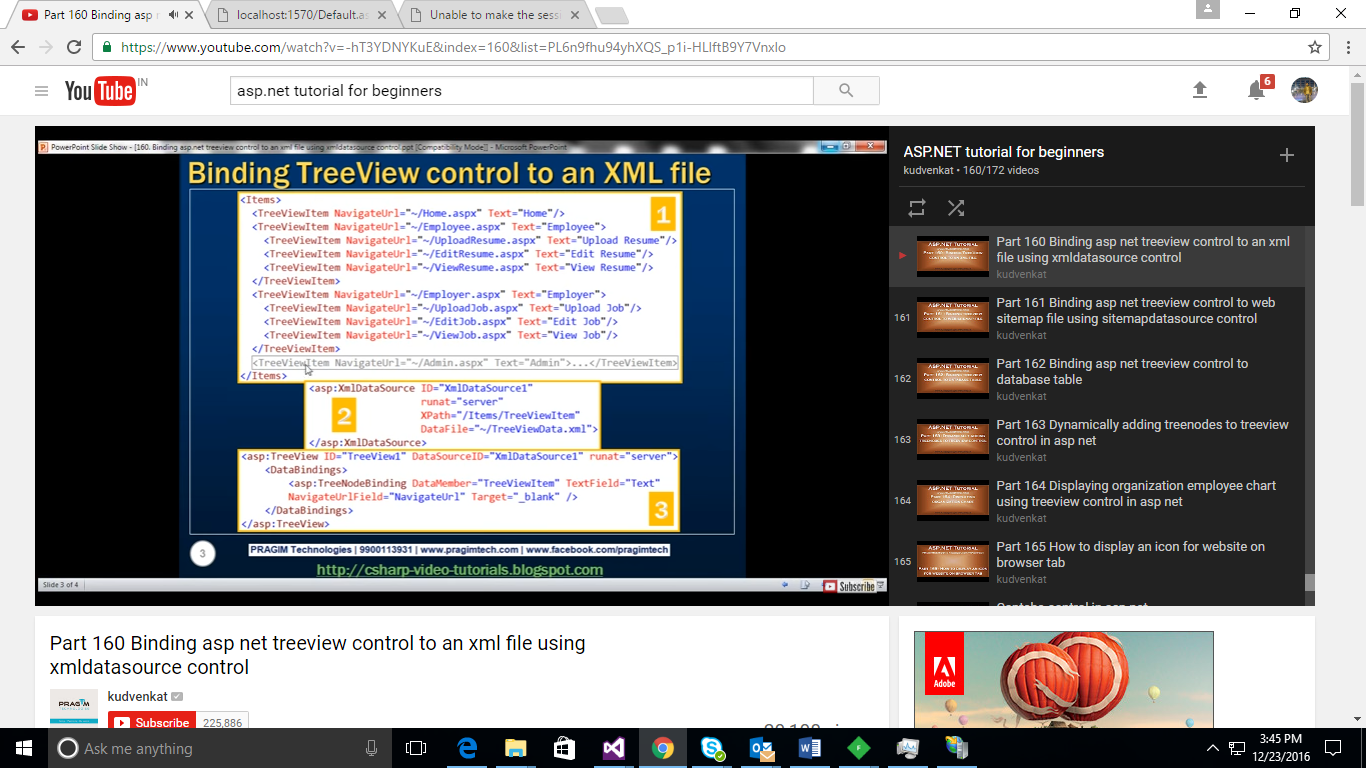 Part 160 Binding asp n
localhost:1570/Default.as
Unable to make the sessi
https://www.youtube.com/watch?v=-hT3YDNYKuE&index=160&list=PL6n9fhu94yhXQS_p1i-HLIftB9Y7Vnxlo
YouTube IN
asp.net tutorial for beginners
6
PowerPoint Slide Show - [160. Binding asp.net treeview control to an xml file using xmldatasource control.ppt [Compatibility Mode]] - Microsoft PowerPoint
Binding TreeView control to an XML file
<Items>
<TreeViewItem NavigateUrl="~/Home.aspx" Text="Home"/>
<TreeViewItem NavigateUrl="~/Employee.aspx" Text="Employee">
<TreeViewItem NavigateUrl="~/UploadResume.aspx" Text="Upload Resume"/>
<TreeViewItem NavigateUrl="~/EditResume.aspx" Text="Edit Resume"/>
<TreeViewItem NavigateUrl="~/ViewResume.aspx" Text="View Resume"/>
</TreeViewItem>
<TreeViewItem NavigateUrl="~/Employer.aspx" Text="Employer">
<TreeViewItem NavigateUrl="~/UploadJob.aspx" Text="Upload Job"/>
<TreeViewItem NavigateUrl="~/EditJob.aspx" Text="Edit Job"/>
<TreeViewItem NavigateUrl="~/ViewJob.aspx" Text="View Job"/>
</TreeViewItem>
<TreeViewItem NavigateUrl="~/Admin.aspx" Text="Admin">...</TreeViewItem>
</Items>
1
<asp:XmlDataSource ID="XmlDataSource1"
runat="server"
XPath="/Items/TreeViewItem"
DataFile="~/TreeViewData.xml">
</asp:XmlDataSource>
2
<asp:TreeView ID="TreeView1" DataSourceID="XmlDataSource1" runat="server">
<DataBindings>
<asp:TreeNodeBinding DataMember="TreeViewItem" TextField="Text"
NavigateUrlField="NavigateUrl" Target="_blank" />
</DataBindings>
</asp:TreeView>
3
3
PRAGIM Technologies | 9900113931 | www.pragimtech.com | www.facebook.com/pragimtech
http://csharp-video-tutorials.blogspot.com
Slide 3 of 4
Subscribe
ASP.NET tutorial for beginners
kudvenkat • 160/172 videos
Part 160 Binding asp net treeview control to an xml
file using xmldatasource control
kudvenkat
161
Part 161 Binding asp net treeview control to web
sitemap file using sitemapdatasource control
kudvenkat
162
Part 162 Binding asp net treeview control to
database table
kudvenkat
163
Part 163 Dynamically adding treenodes to treeview
control in asp net
kudvenkat
164
Part 164 Displaying organization employee chart
using treeview control in asp net
kudvenkat
165
Part 165 How to display an icon for website on
browser tab
kudvenkat
Part 160 Binding asp net treeview control to an xml file using
xmldatasource control
PRAGIM
kudvenkat
Subscribe 225,886
Adobe
Ask me anything
3:45 PM
12/23/2016